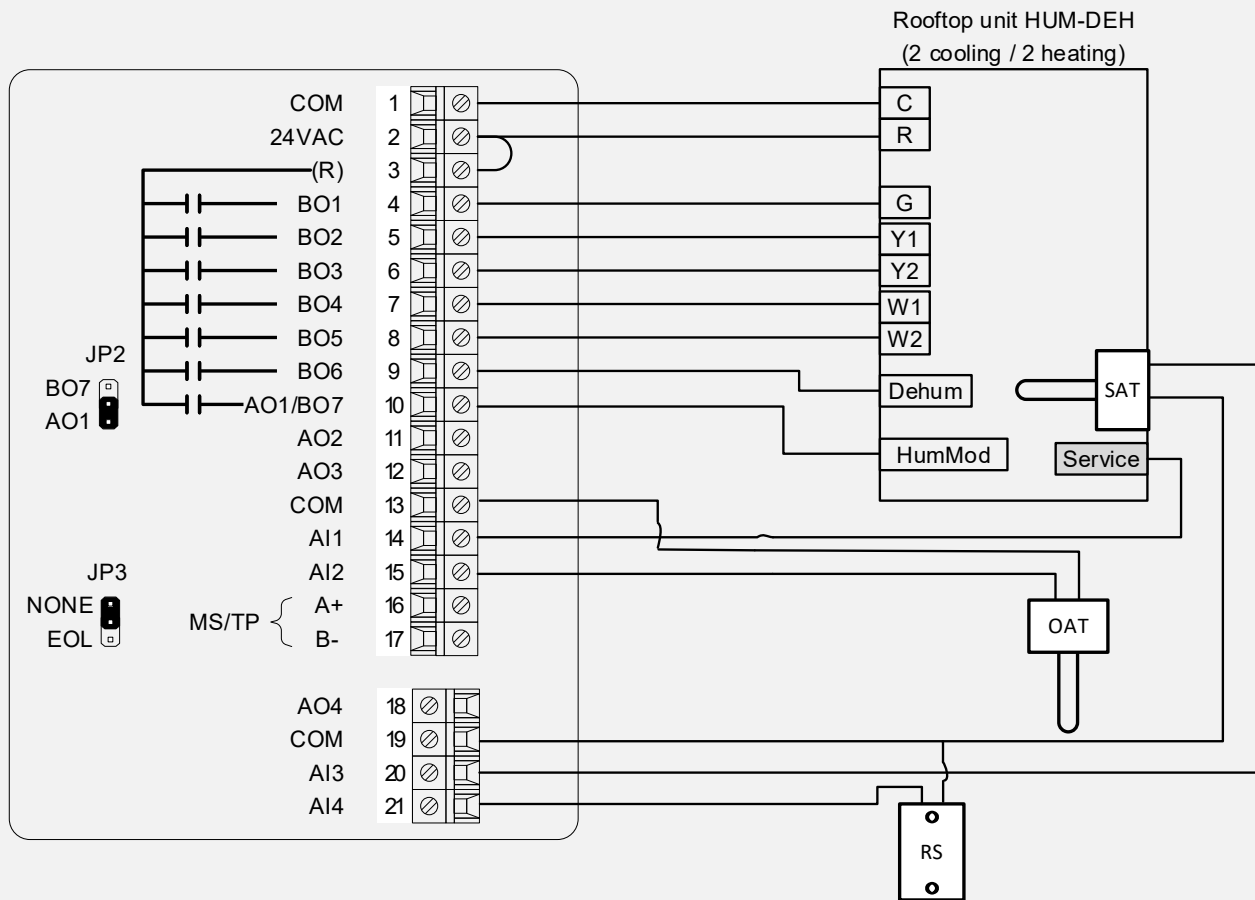 Rooftop unit HUM-DEH
(2 cooling / 2 heating)
COM 1 C
24VAC 2 R
(R) 3
BO1 4 G
BO2 5 Y1
BO3 6 Y2
BO4 7 W1
BO5 8 W2
JP2
BO7
AO1
BO6 9 Dehum
AO1/BO7 10 HumMod
SAT
Service
AO2 11
AO3 12
COM 13
AI1 14
AI2 15
JP3
NONE
EOL
MS/TP
A+ 16
B- 17
OAT
AO4 18
COM 19
AI3 20
AI4 21
RS